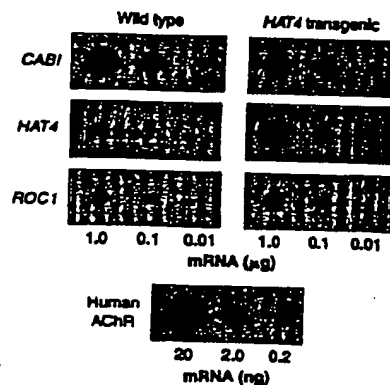 Wild type HAT4 transgenic
CABI
HAT4
ROC1
1.0 0.1 0.01 1.0 0.1 0.01
mRNA (µg)
Human
AChR
20 2.0 0.2
mRNA (ng)